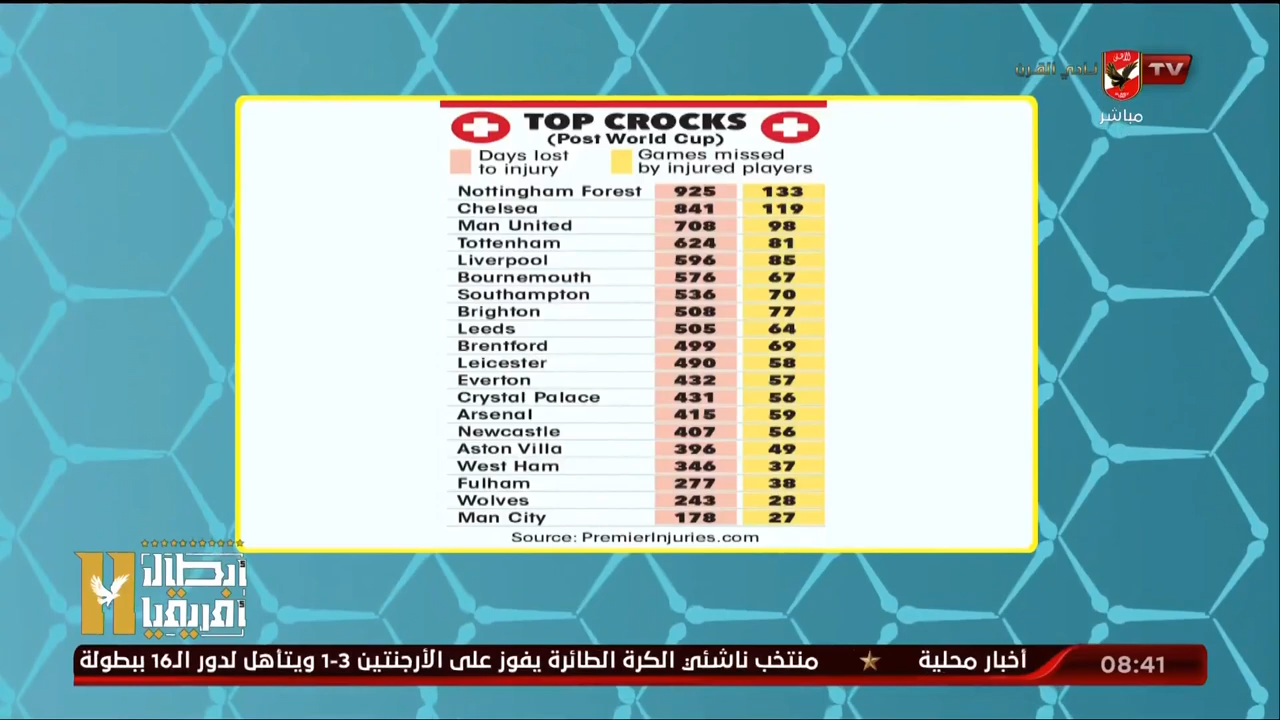 نادي القرن TV
مباشر
TOP CROCKS
(Post World Cup)
Days lost to injury
Games missed by injured players
Nottingham Forest 925 133
Chelsea 841 119
Man United 708 98
Tottenham 624 81
Liverpool 596 85
Bournemouth 576 67
Southampton 536 70
Brighton 508 77
Leeds 505 64
Brentford 499 69
Leicester 490 58
Everton 432 57
Crystal Palace 431 56
Arsenal 415 59
Newcastle 407 56
Aston Villa 396 49
West Ham 346 37
Fulham 277 38
Wolves 243 28
Man City 178 27
Source: PremierInjuries.com
أبطال
أفريقيا
11
08:41 أخبار محلية ★ منتخب ناشئي الكرة الطائرة يفوز على الأرجنتين 3-1 ويتأهل لدور الـ16 ببطولة